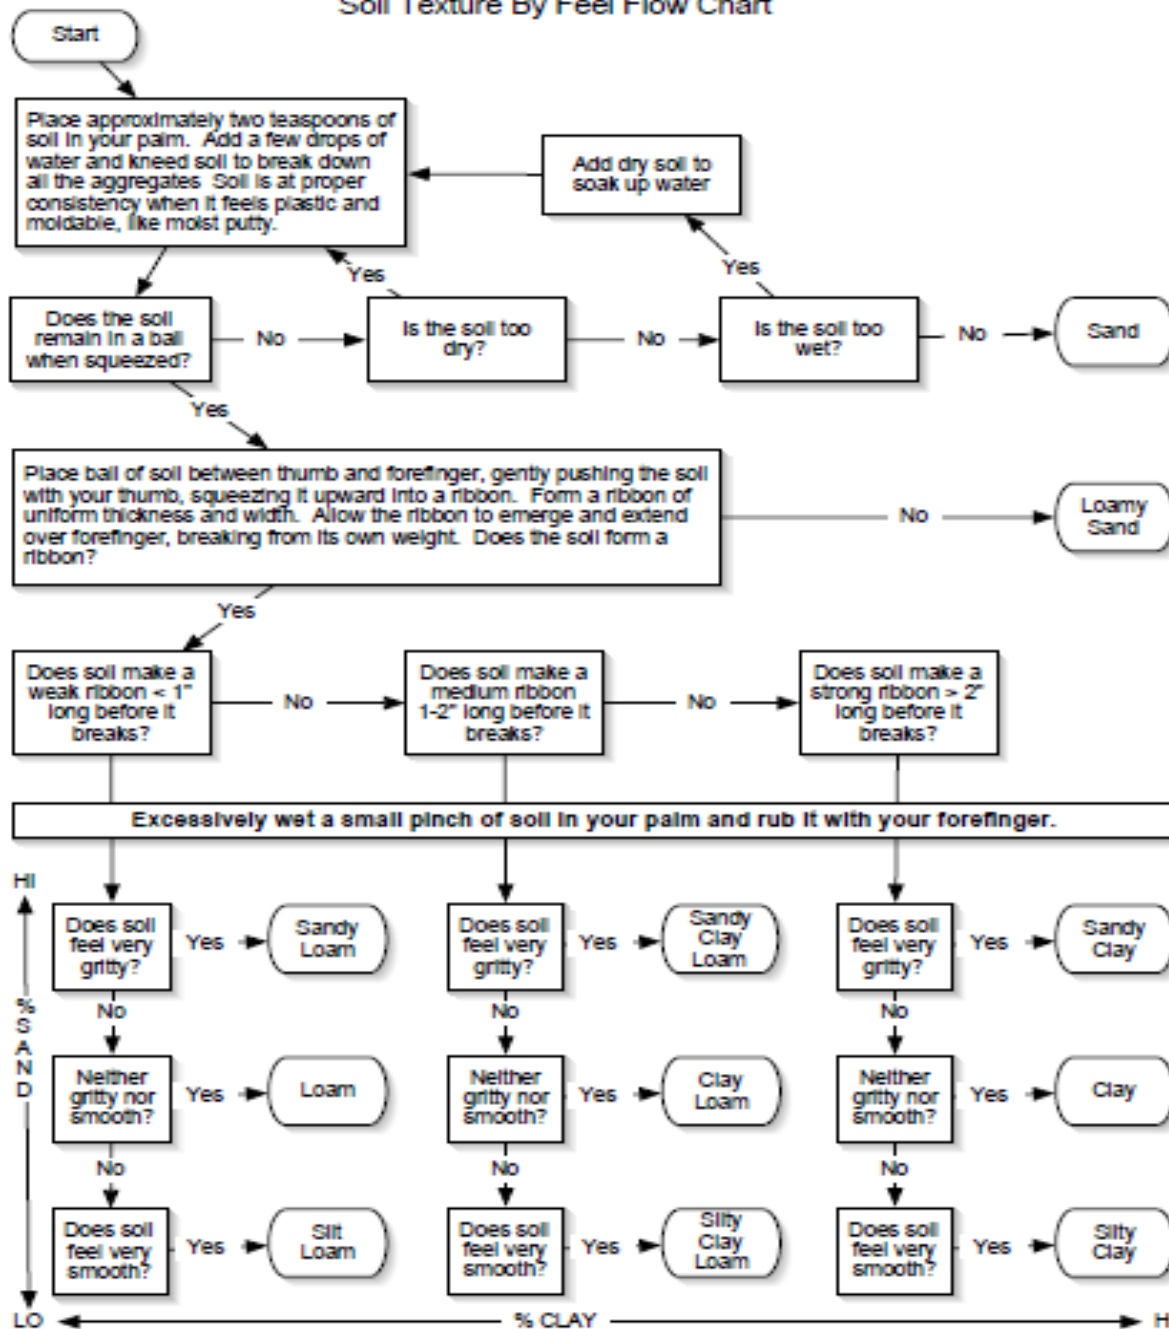 Soil Texture By Feel Flow Chart
Start
Place approximately two teaspoons of
soil in your palm. Add a few drops of
water and kneed soil to break down
all the aggregates Soil is at proper
consistency when it feels plastic and
moldable, like moist putty.
Add dry soil to
soak up water
Yes
Yes
Does the soil
remain in a ball
when squeezed?
No
Is the soil too
dry?
No
Is the soil too
wet?
No
Sand
Yes
Place ball of soil between thumb and forefinger, gently pushing the soil
with your thumb, squeezing it upward into a ribbon. Form a ribbon of
uniform thickness and width. Allow the ribbon to emerge and extend
over forefinger, breaking from its own weight. Does the soil form a
ribbon?
No
Loamy
Sand
Yes
Does soil make a
weak ribbon < 1"
long before it
breaks?
No
Does soil make a
medium ribbon
1-2" long before it
breaks?
No
Does soil make a
strong ribbon > 2"
long before it
breaks?
Excessively wet a small pinch of soil in your palm and rub it with your forefinger.
HI
% SAND
Does soil
feel very
gritty?
Yes
Sandy
Loam
Does soil
feel very
gritty?
Yes
Sandy
Clay
Loam
Does soil
feel very
gritty?
Yes
Sandy
Clay
No
No
No
Neither
gritty nor
smooth?
Yes
Loam
Neither
gritty nor
smooth?
Yes
Clay
Loam
Neither
gritty nor
smooth?
Yes
Clay
No
No
No
Does soil
feel very
smooth?
Yes
Silt
Loam
Does soil
feel very
smooth?
Yes
Silty
Clay
Loam
Does soil
feel very
smooth?
Yes
Silty
Clay
LO
% CLAY
H